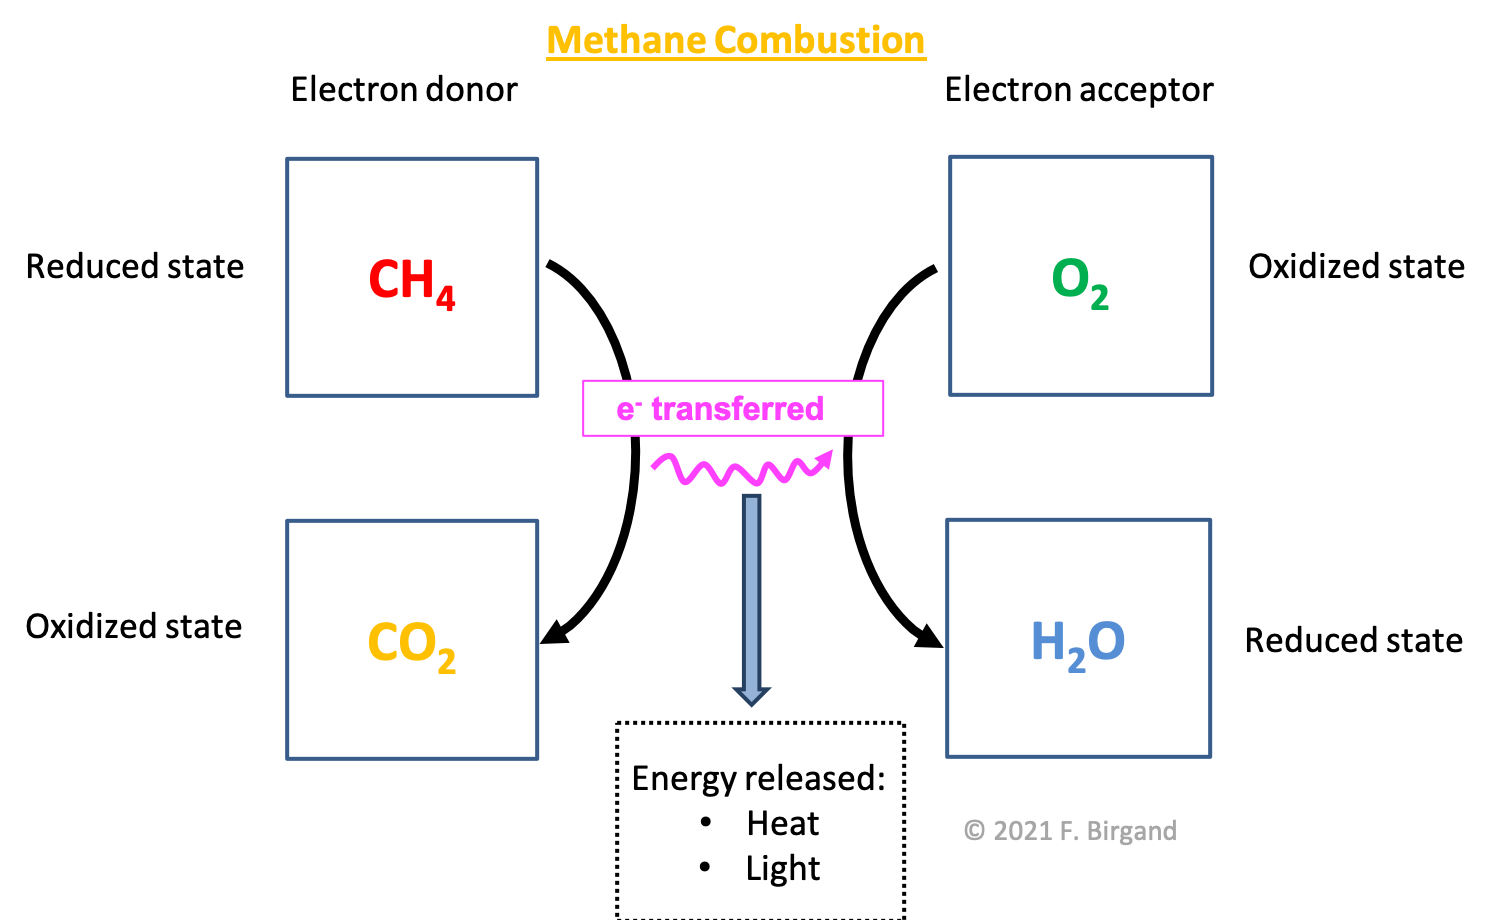 Methane Combustion
Electron donor
Electron acceptor
Reduced state
CH₄
O₂
Oxidized state
e⁻ transferred
Oxidized state
CO₂
H₂O
Reduced state
Energy released:
• Heat
• Light
© 2021 F. Birgand